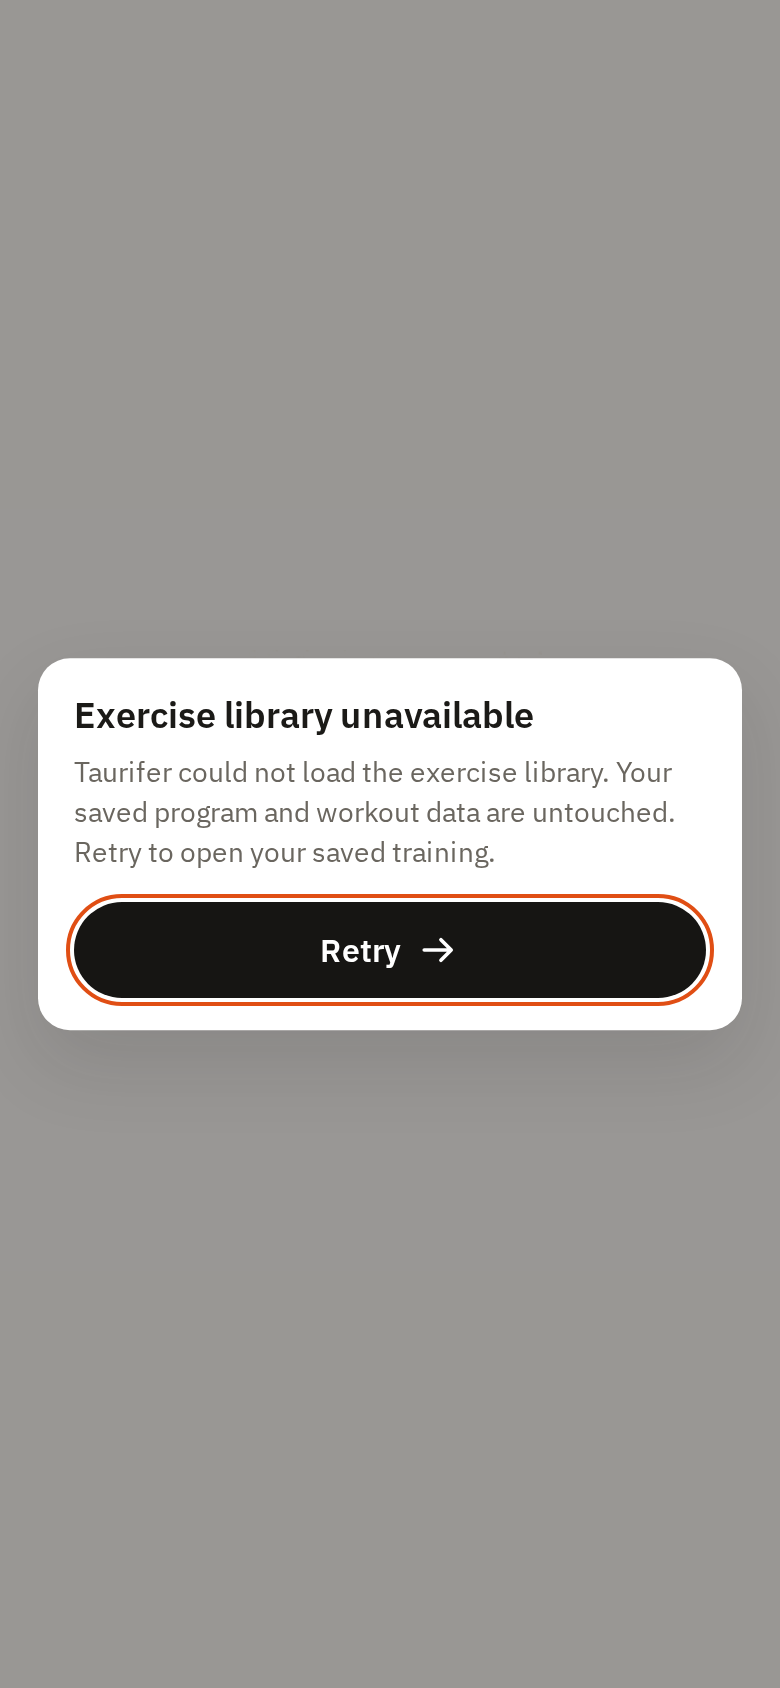 Exercise library unavailable
Taurifer could not load the exercise library. Your
saved program and workout data are untouched.
Retry to open your saved training.
Retry →